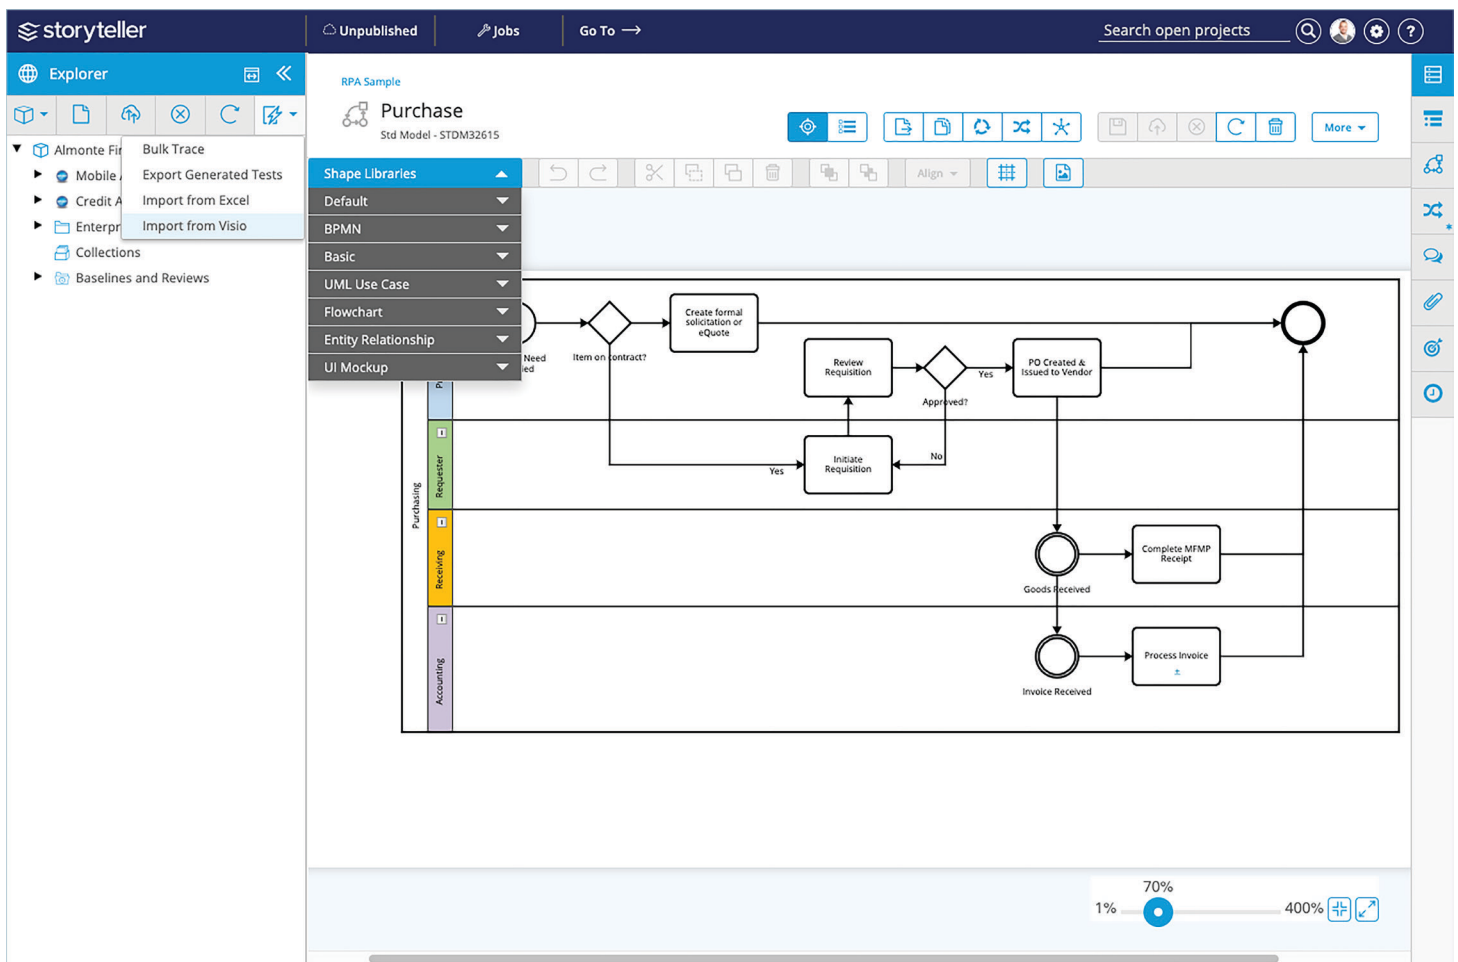 storyteller
Unpublished
Jobs
Go To
Search open projects
?
Explorer
Bulk Trace
Export Generated Tests
Import from Excel
Import from Visio
Almonte Fir
Mobile
Credit A
Enterpr
Collections
Baselines and Reviews
RPA Sample
Purchase
Std Model - STDM32615
More
Shape Libraries
Align
Default
BPMN
Basic
UML Use Case
Flowchart
Entity Relationship
UI Mockup
Need
Item on contract?
Create formal
solicitation or
eQuote
Review
Requisition
Approved?
Yes
PO Created &
Issued to Vendor
Purchasing
Requester
Yes
Initiate
Requisition
No
Receiving
Goods Received
Complete MFMP
Receipt
Accounting
Invoice Received
Process Invoice
70%
1%
400%